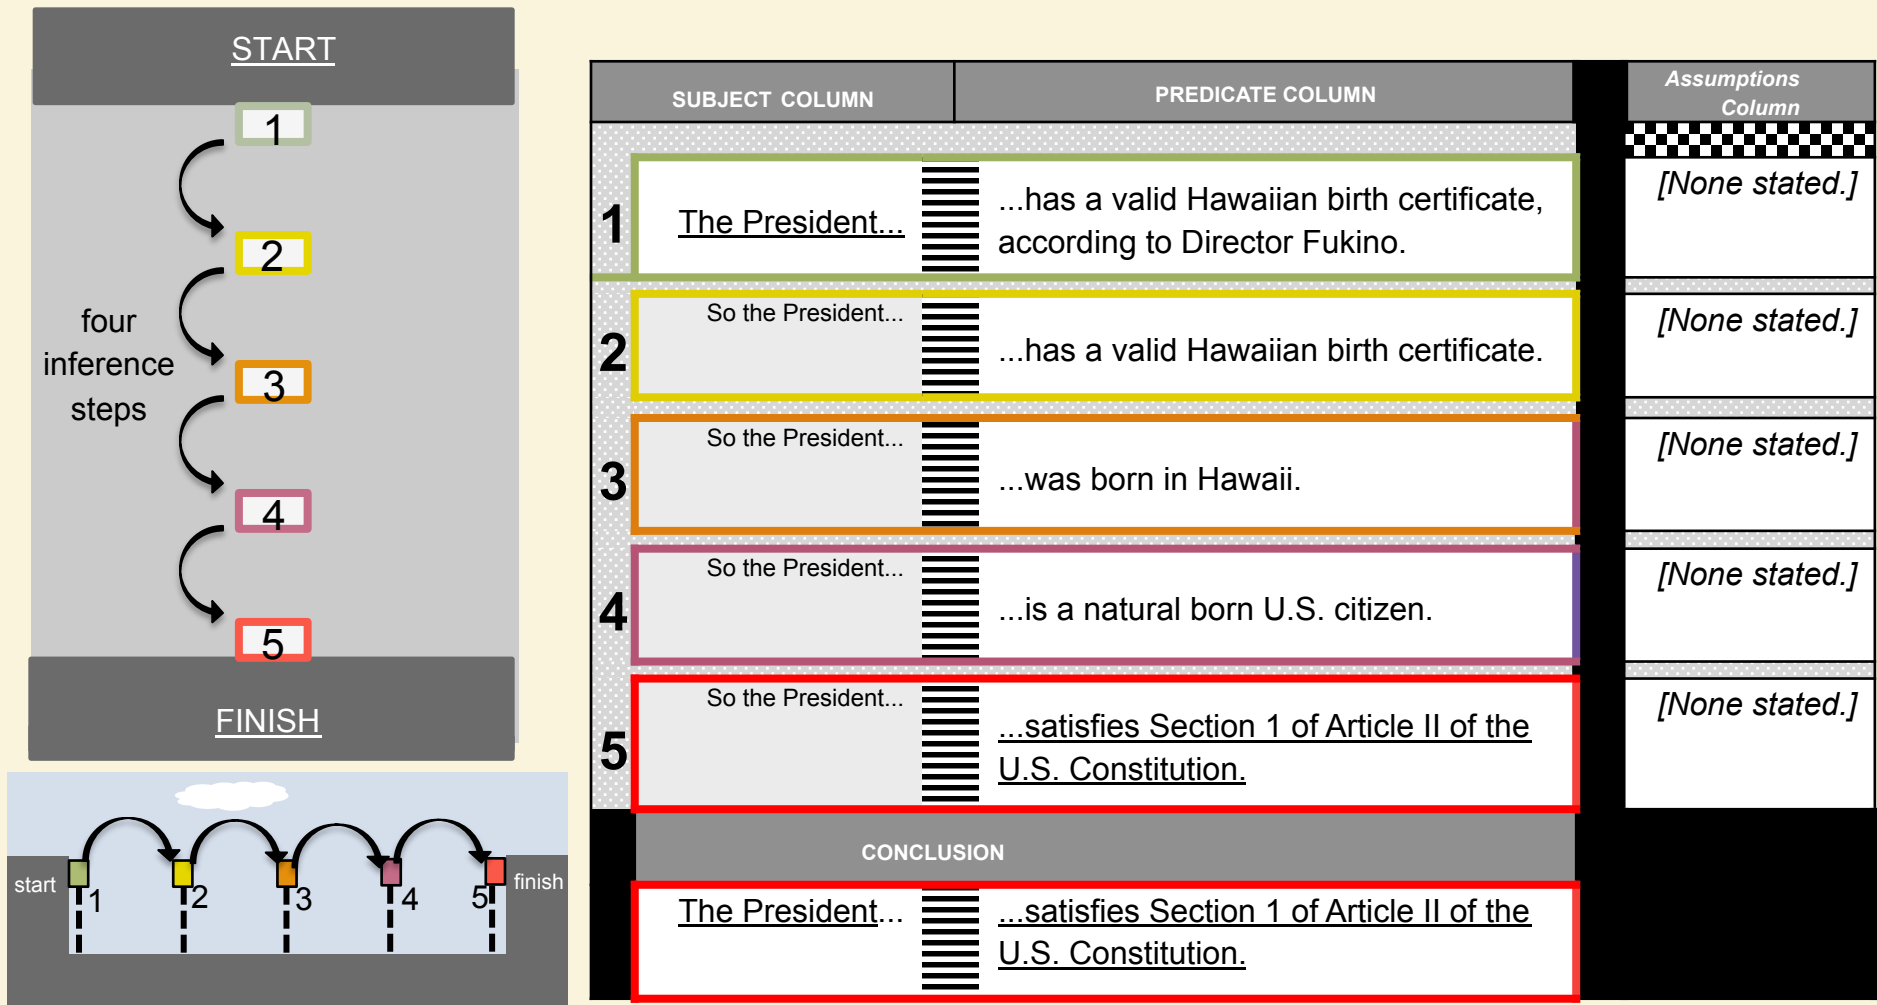 START
1
2
3
4
5
four
inference
steps
FINISH
start
1
2
3
4
5
finish
SUBJECT COLUMN
PREDICATE COLUMN
Assumptions
Column
1
The President...
...has a valid Hawaiian birth certificate,
according to Director Fukino.
[None stated.]
2
So the President...
...has a valid Hawaiian birth certificate.
[None stated.]
3
So the President...
...was born in Hawaii.
[None stated.]
4
So the President...
...is a natural born U.S. citizen.
[None stated.]
5
So the President...
...satisfies Section 1 of Article II of the
U.S. Constitution.
[None stated.]
CONCLUSION
The President...
...satisfies Section 1 of Article II of the
U.S. Constitution.